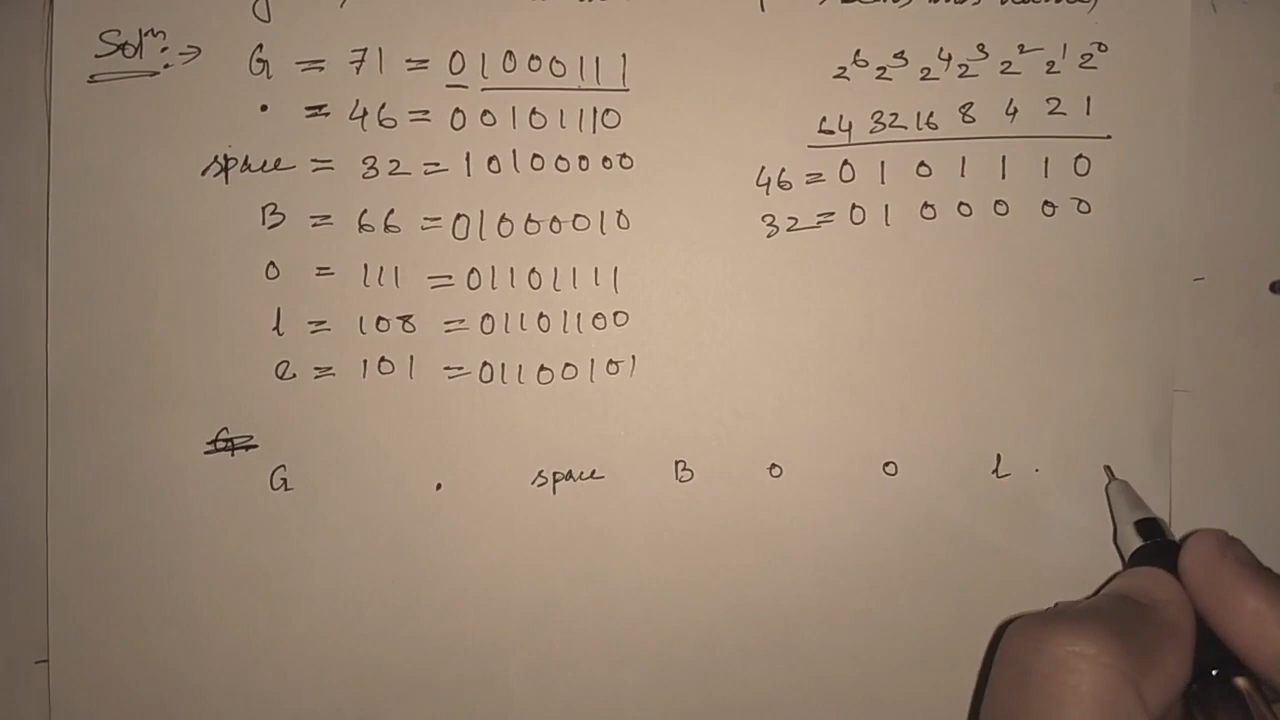 Solⁿ:→
G = 71 = 01000111
. = 46 = 00101110
space = 32 = 10100000
B = 66 = 01000010
o = 111 = 01101111
l = 108 = 01101100
e = 101 = 01100101
2⁶ 2⁵ 2⁴ 2³ 2² 2¹ 2⁰
64 32 16 8 4 2 1
46 = 0 1 0 1 1 1 0
32 = 0 1 0 0 0 0 0
G . space B o o l .